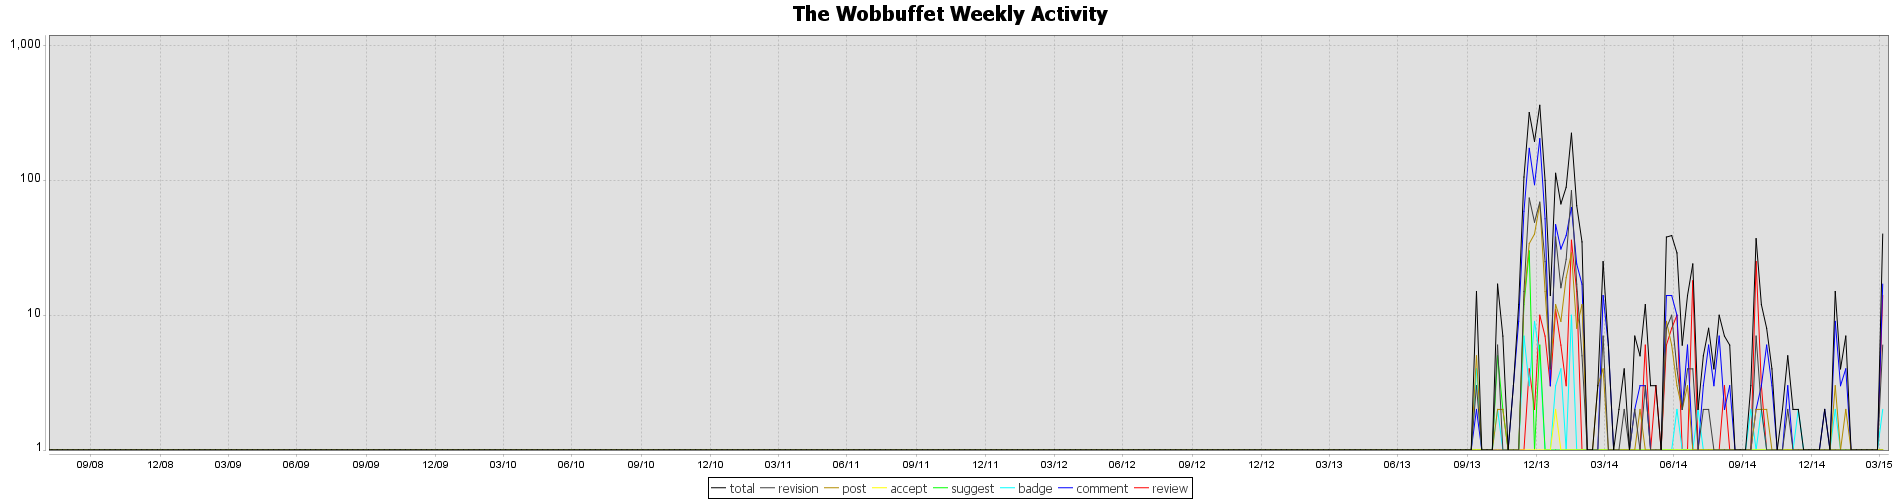 The Wobbuffet Weekly Activity
1,000
100
10
1
09/08 12/08 03/09 06/09 09/09 12/09 03/10 06/10 09/10 12/10 03/11 06/11 09/11 12/11 03/12 06/12 09/12 12/12 03/13 06/13 09/13 12/13 03/14 06/14 09/14 12/14 03/15
total revision post accept suggest badge comment review